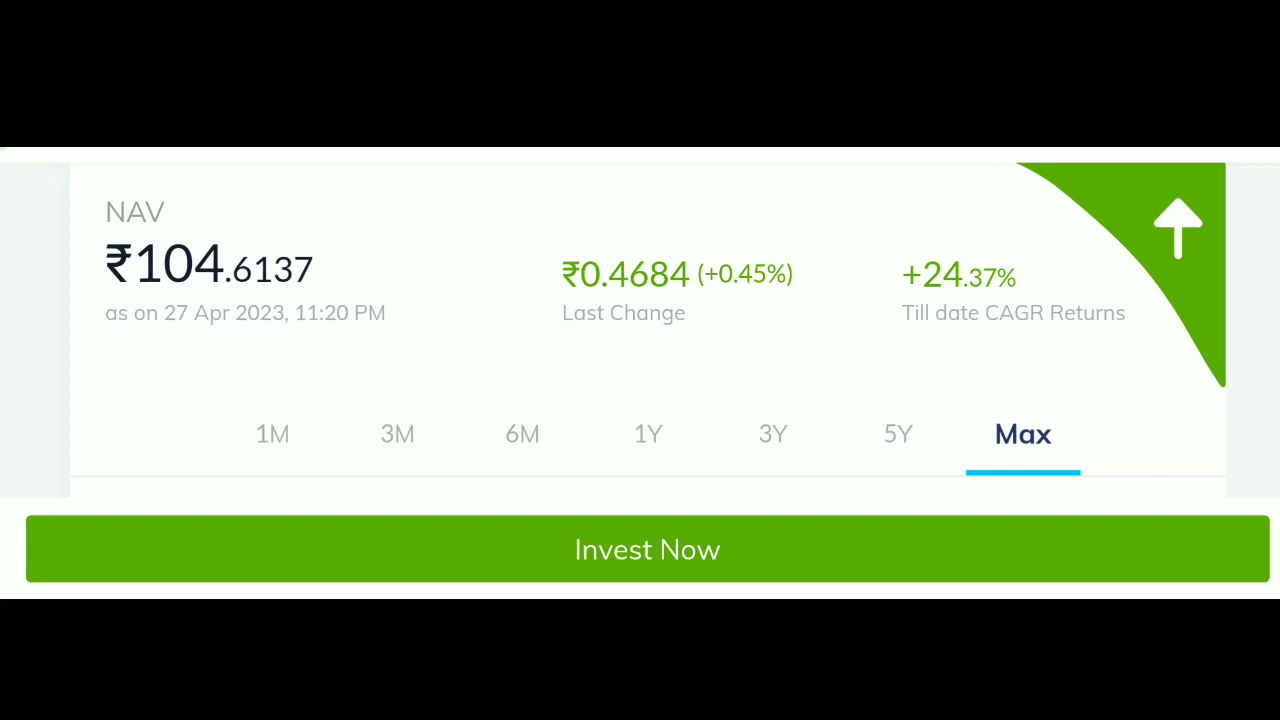 NAV
₹104.6137
₹0.4684 (+0.45%)
+24.37%
as on 27 Apr 2023, 11:20 PM
Last Change
Till date CAGR Returns
1M 3M 6M 1Y 3Y 5Y Max
Invest Now